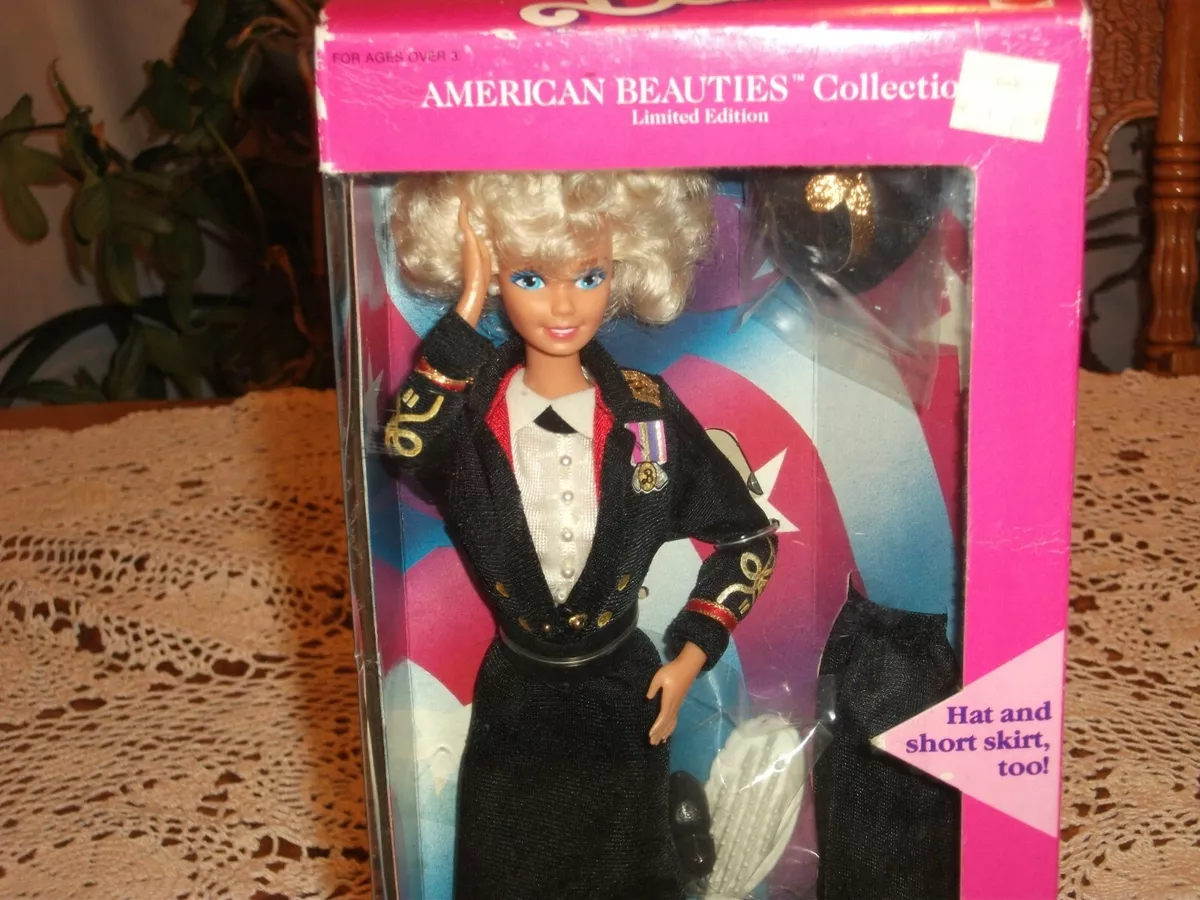 FOR AGES OVER 3
AMERICAN BEAUTIES™ Collectio
Limited Edition
B
Hat and
short skirt,
too!